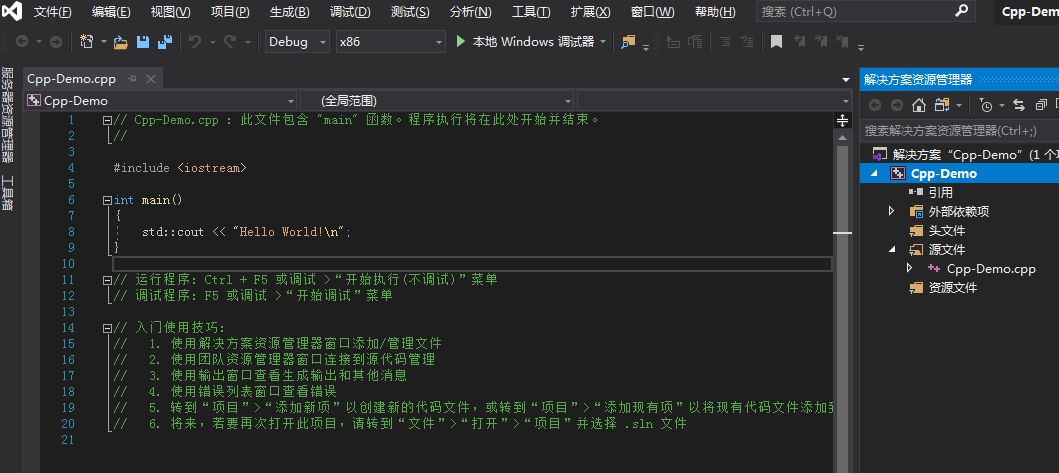 文件(F) 编辑(E) 视图(V) 项目(P) 生成(B) 调试(D) 测试(S) 分析(N) 工具(T) 扩展(X) 窗口(W) 帮助(H) 搜索 (Ctrl+Q) Cpp-Dem
Debug x86 本地 Windows 调试器
服务器资源管理器
工具箱
Cpp-Demo.cpp
Cpp-Demo (全局范围)
1 // Cpp-Demo.cpp : 此文件包含 "main" 函数。程序执行将在此处开始并结束。
2 //
3
4 #include <iostream>
5
6 int main()
7 {
8 std::cout << "Hello World!\n";
9 }
10
11 // 运行程序: Ctrl + F5 或调试 >“开始执行(不调试)”菜单
12 // 调试程序: F5 或调试 >“开始调试”菜单
13
14 // 入门使用技巧:
15 // 1. 使用解决方案资源管理器窗口添加/管理文件
16 // 2. 使用团队资源管理器窗口连接到源代码管理
17 // 3. 使用输出窗口查看生成输出和其他消息
18 // 4. 使用错误列表窗口查看错误
19 // 5. 转到“项目”>“添加新项”以创建新的代码文件，或转到“项目”>“添加现有项”以将现有代码文件添加到
20 // 6. 将来，若要再次打开此项目，请转到“文件”>“打开”>“项目”并选择 .sln 文件
21
解决方案资源管理器
搜索解决方案资源管理器(Ctrl+;)
解决方案“Cpp-Demo”(1 个项
Cpp-Demo
引用
外部依赖项
头文件
源文件
Cpp-Demo.cpp
资源文件